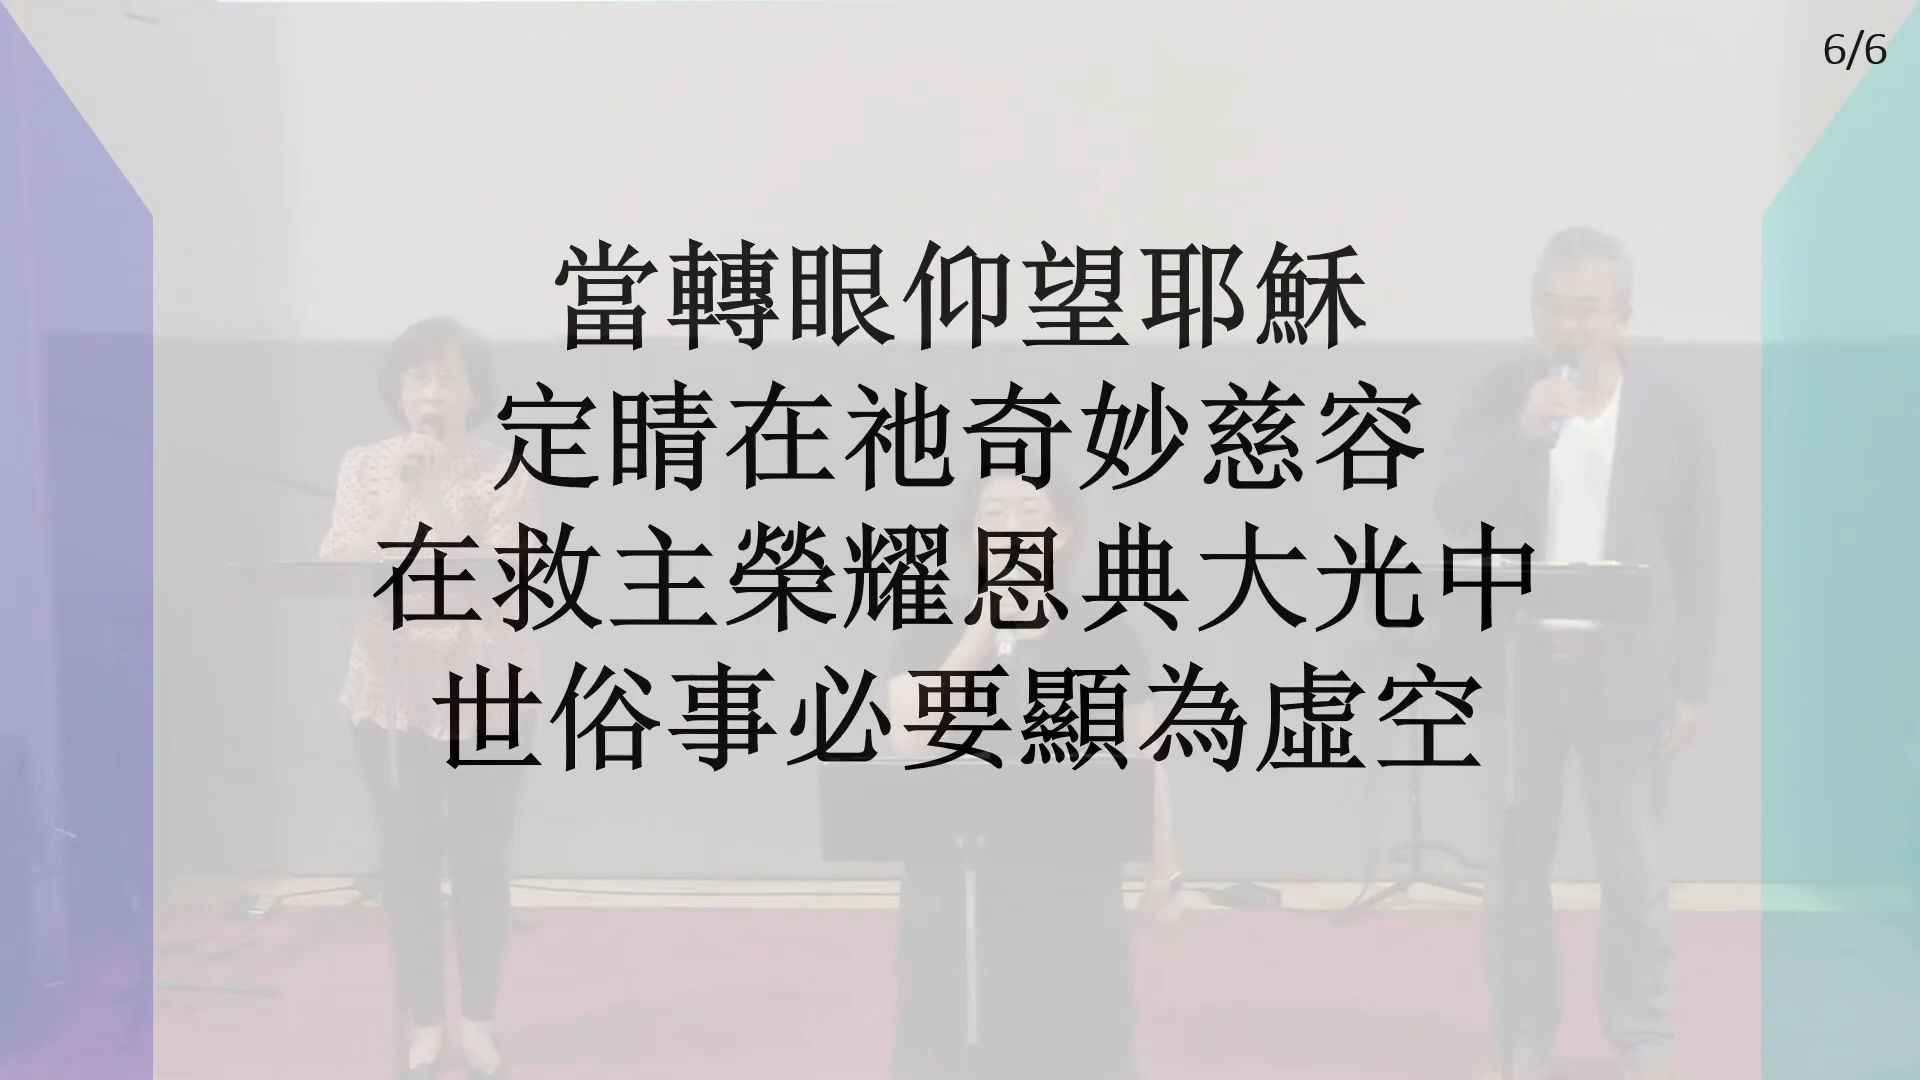 6/6
當轉眼仰望耶穌
定睛在祂奇妙慈容
在救主榮耀恩典大光中
世俗事必要顯為虛空